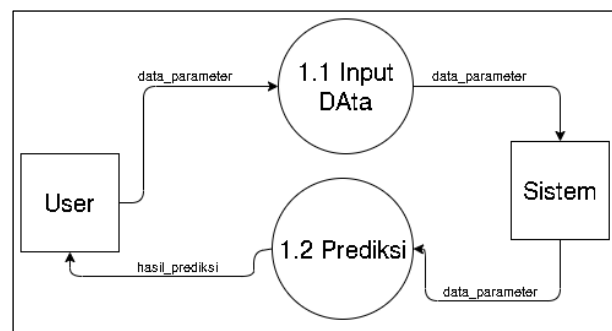 data_parameter
1.1 Input
DAta
data_parameter
User
Sistem
1.2 Prediksi
hasil_prediksi
data_parameter